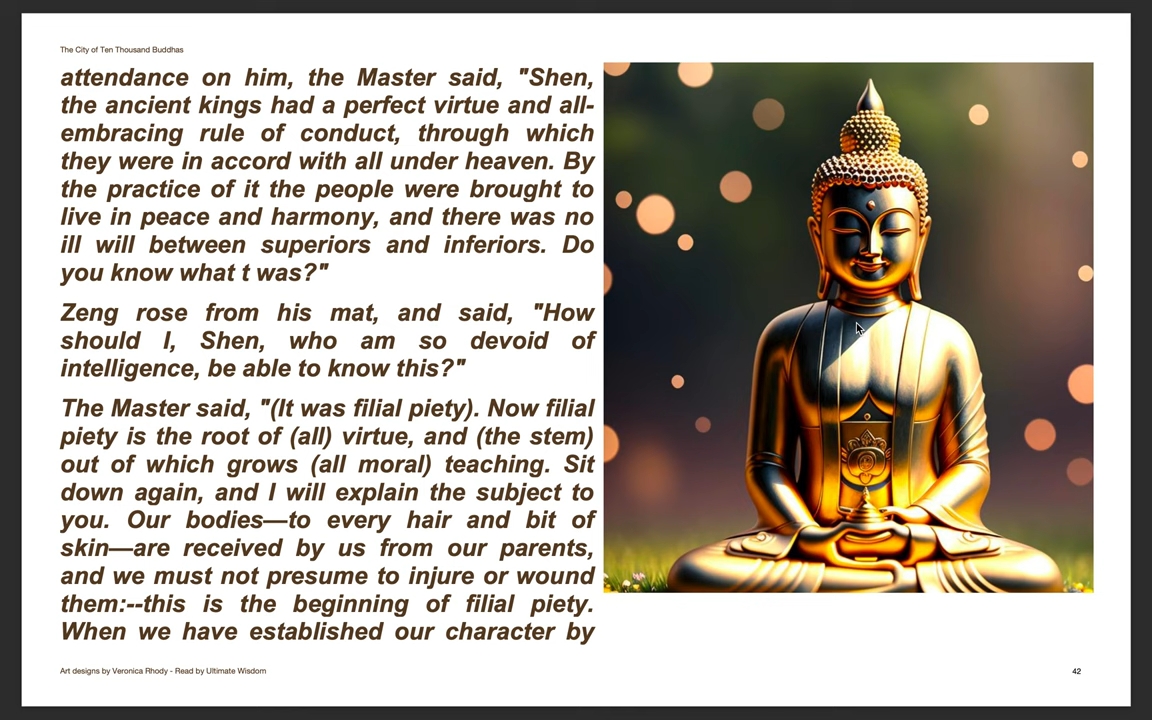 The City of Ten Thousand Buddhas
attendance on him, the Master said, "Shen,
the ancient kings had a perfect virtue and all-
embracing rule of conduct, through which
they were in accord with all under heaven. By
the practice of it the people were brought to
live in peace and harmony, and there was no
ill will between superiors and inferiors. Do
you know what t was?"
Zeng rose from his mat, and said, "How
should I, Shen, who am so devoid of
intelligence, be able to know this?"
The Master said, "(It was filial piety). Now filial
piety is the root of (all) virtue, and (the stem)
out of which grows (all moral) teaching. Sit
down again, and I will explain the subject to
you. Our bodies—to every hair and bit of
skin—are received by us from our parents,
and we must not presume to injure or wound
them:--this is the beginning of filial piety.
When we have established our character by
Art designs by Veronica Rhody - Read by Ultimate Wisdom
42